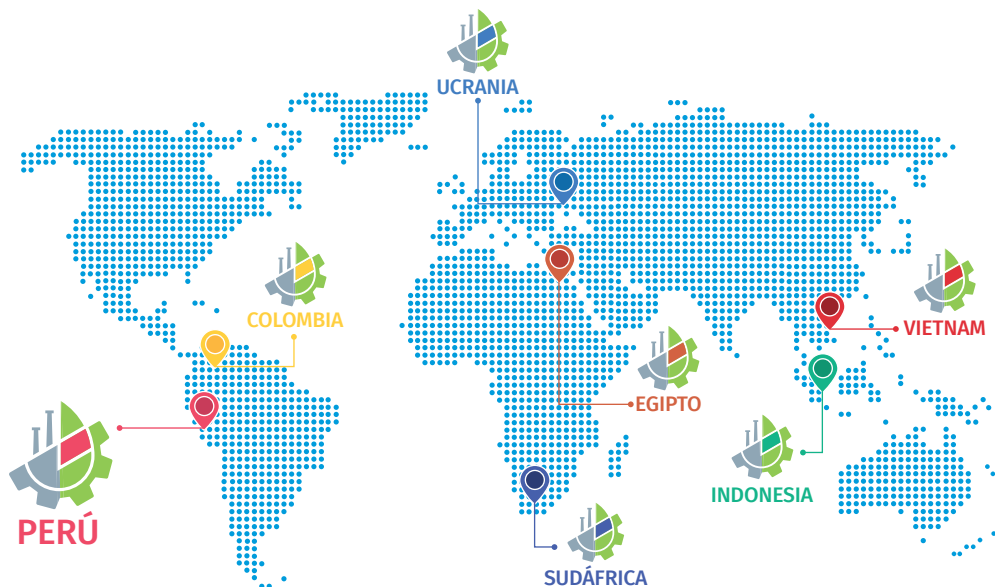 UCRANIA
COLOMBIA
VIETNAM
EGIPTO
PERÚ
INDONESIA
SUDÁFRICA